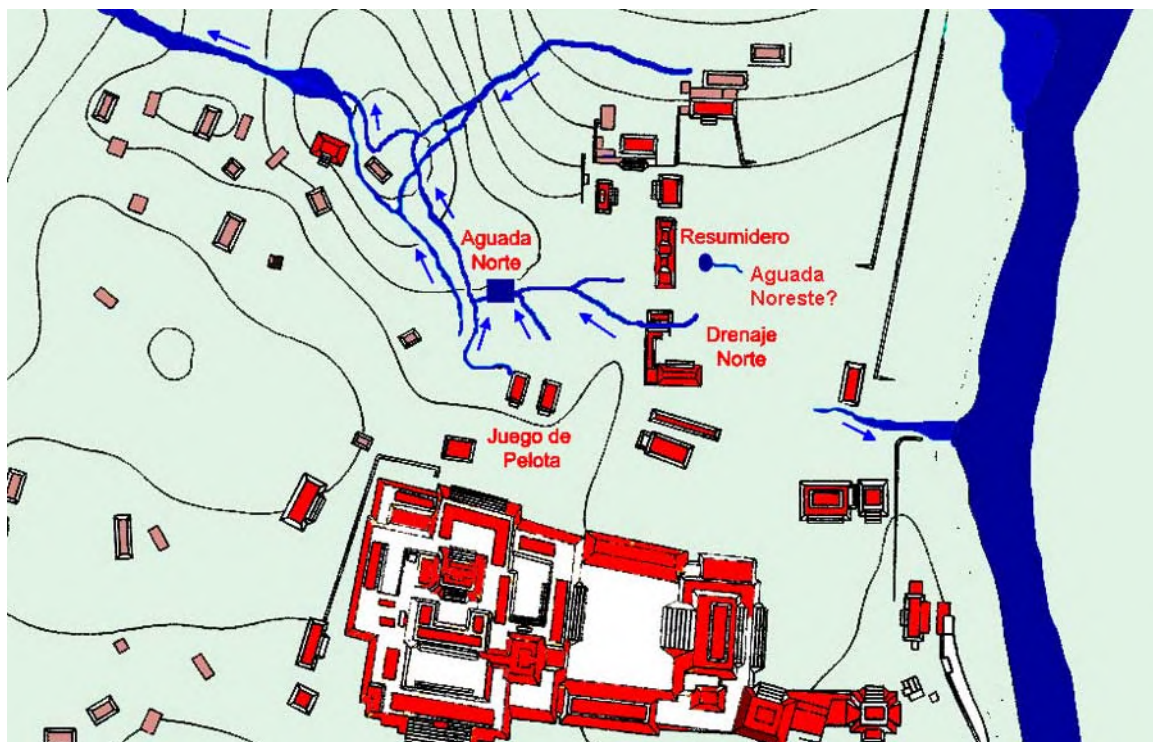 Aguada
Norte
Resumidero
Aguada
Noreste?
Drenaje
Norte
Juego de
Pelota